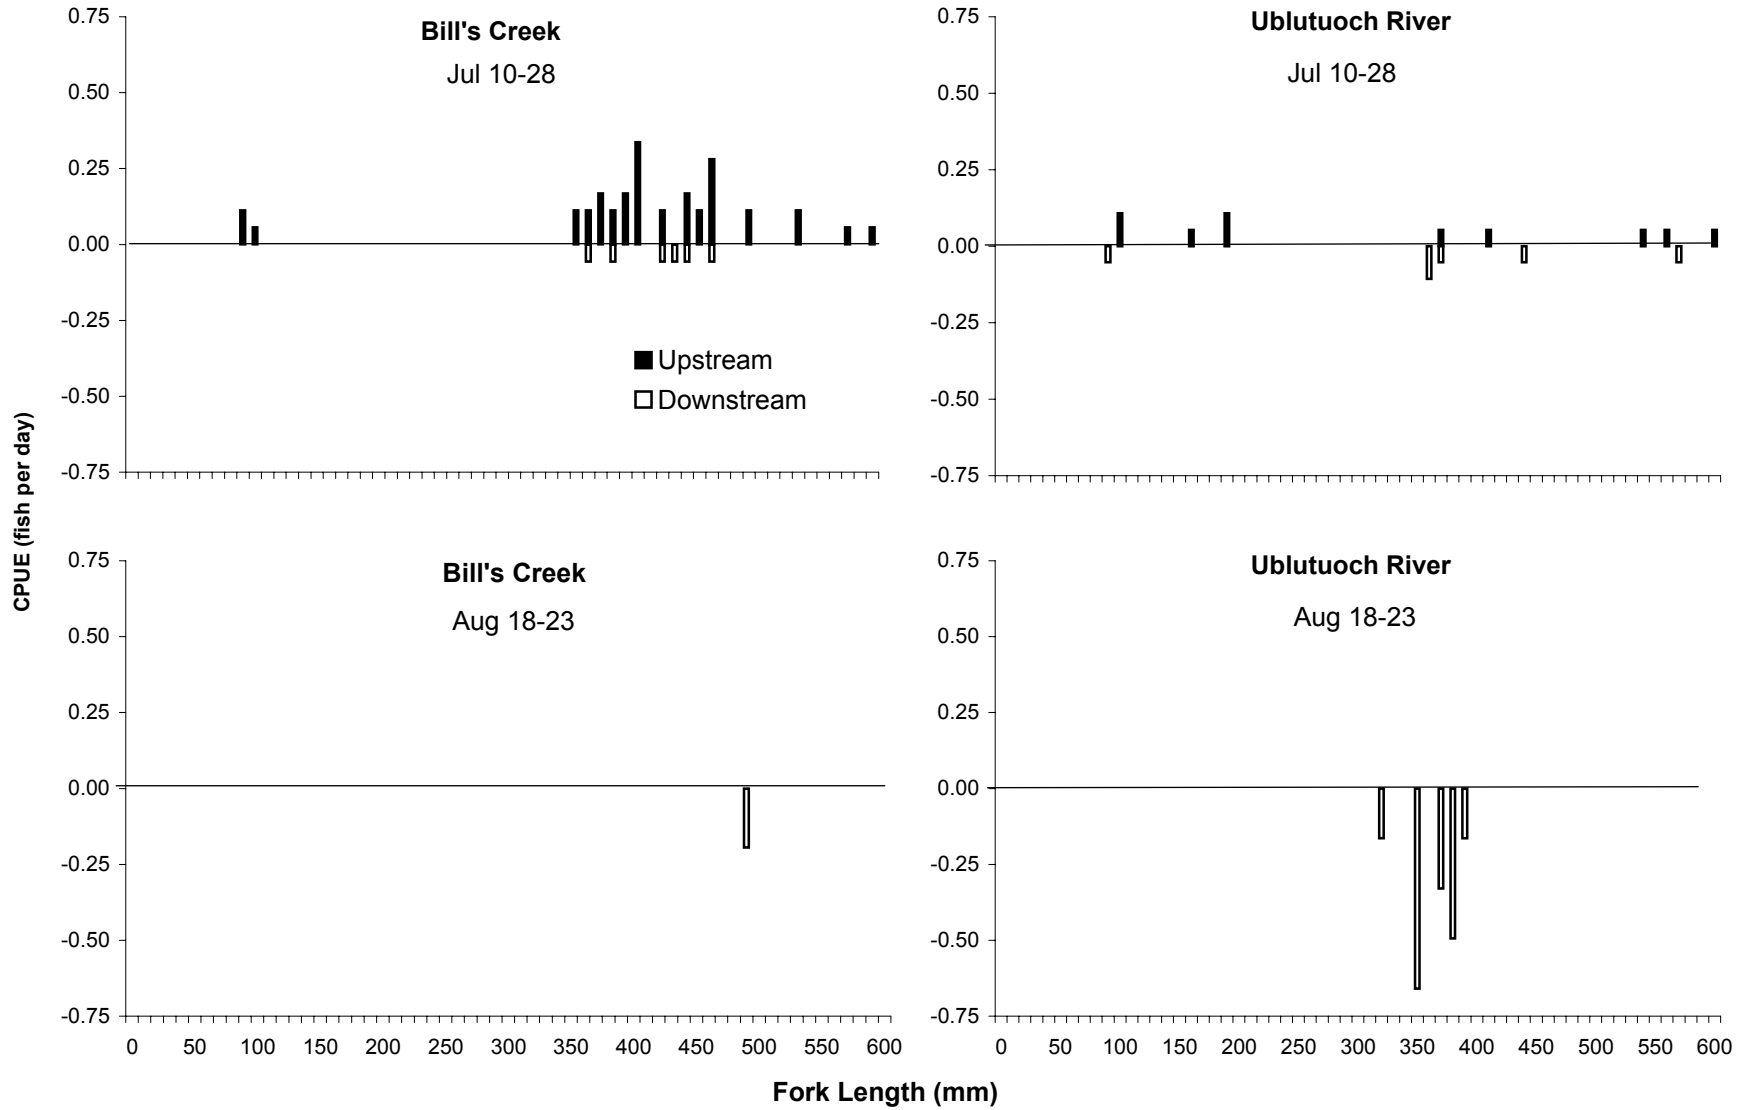 Bill's Creek
Jul 10-28
0.75
0.50
0.25
0.00
-0.25
-0.50
-0.75
Upstream
Downstream
Ublutuoch River
Jul 10-28
0.75
0.50
0.25
0.00
-0.25
-0.50
-0.75
CPUE (fish per day)
Bill's Creek
Aug 18-23
0.75
0.50
0.25
0.00
-0.25
-0.50
-0.75
0 50 100 150 200 250 300 350 400 450 500 550 600
Ublutuoch River
Aug 18-23
0.75
0.50
0.25
0.00
-0.25
-0.50
-0.75
0 50 100 150 200 250 300 350 400 450 500 550 600
Fork Length (mm)